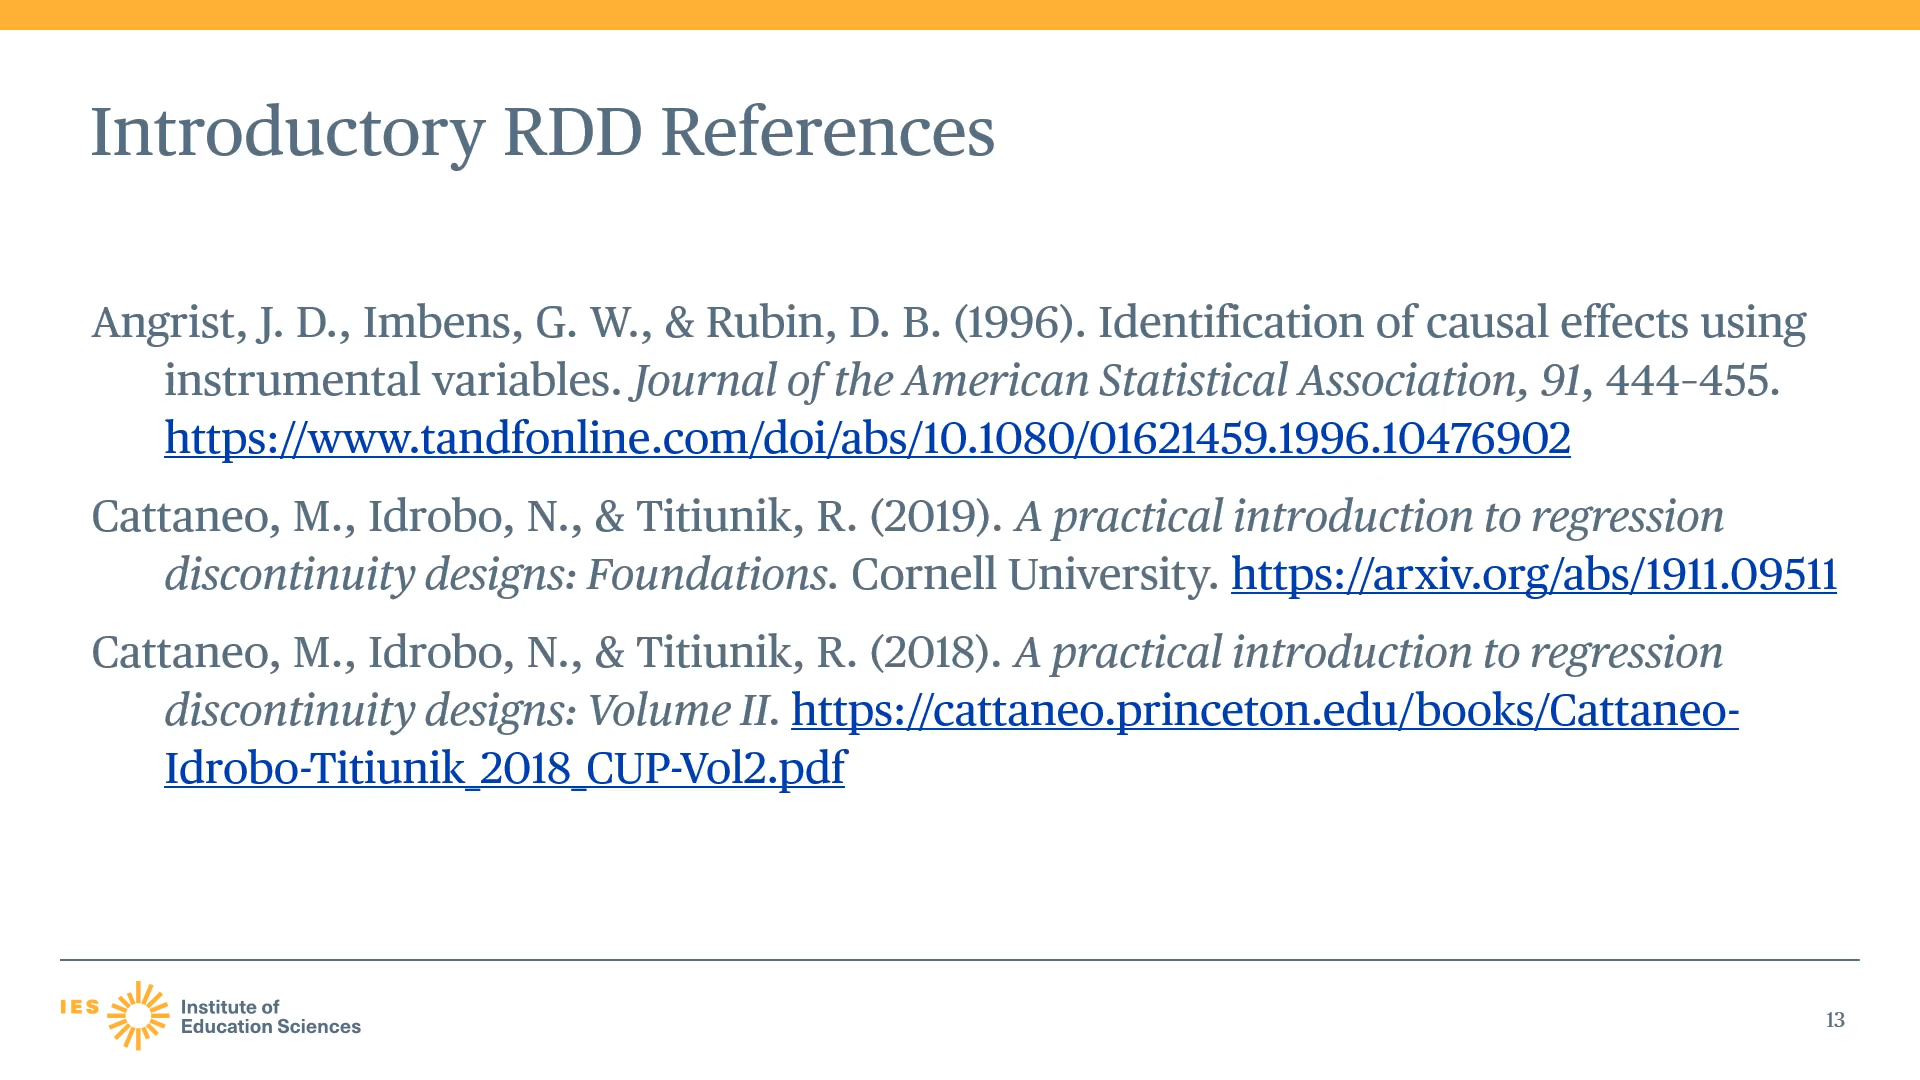 Introductory RDD References
Angrist, J. D., Imbens, G. W., & Rubin, D. B. (1996). Identification of causal effects using
instrumental variables. Journal of the American Statistical Association, 91, 444–455.
https://www.tandfonline.com/doi/abs/10.1080/01621459.1996.10476902
Cattaneo, M., Idrobo, N., & Titiunik, R. (2019). A practical introduction to regression
discontinuity designs: Foundations. Cornell University. https://arxiv.org/abs/1911.09511
Cattaneo, M., Idrobo, N., & Titiunik, R. (2018). A practical introduction to regression
discontinuity designs: Volume II. https://cattaneo.princeton.edu/books/Cattaneo-
Idrobo-Titiunik_2018_CUP-Vol2.pdf
IES
Institute of
Education Sciences
13